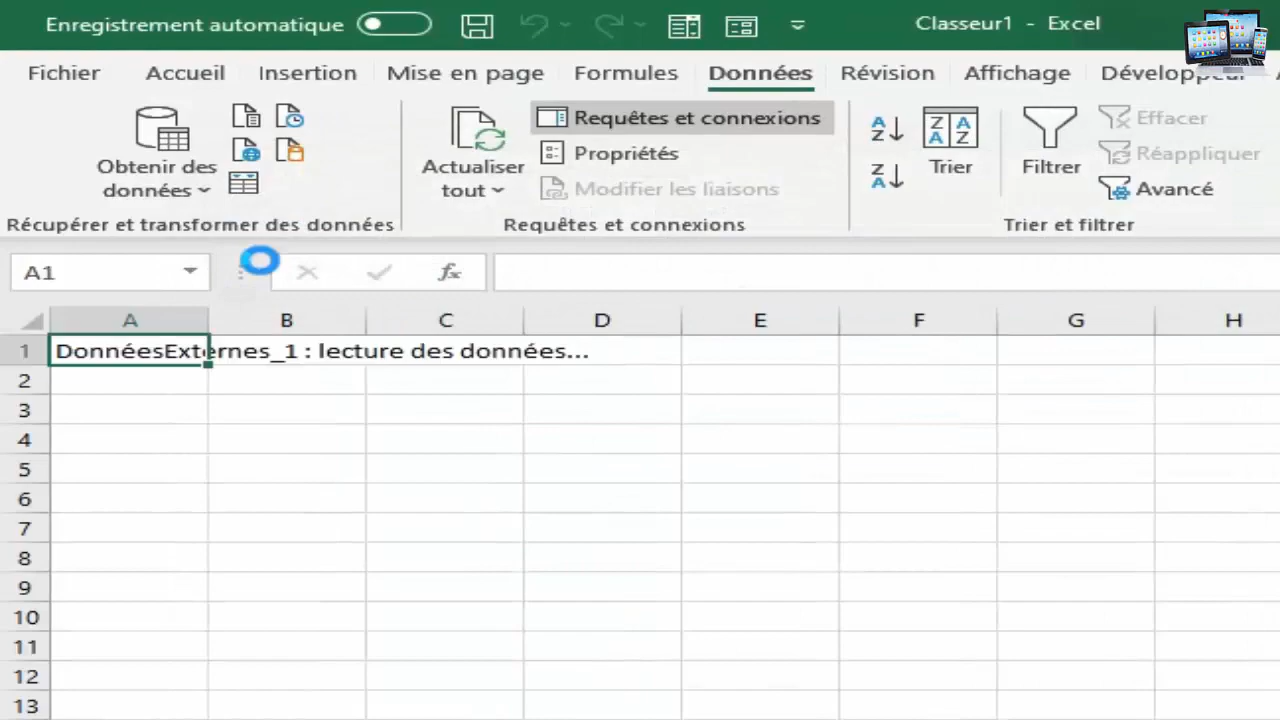 Enregistrement automatique
Classeur1 - Excel
Fichier Accueil Insertion Mise en page Formules Données Révision Affichage Développeur
Obtenir des données
Actualiser tout
Requêtes et connexions
Propriétés
Modifier les liaisons
Trier
Filtrer
Effacer
Réappliquer
Avancé
Récupérer et transformer des données
Requêtes et connexions
Trier et filtrer
A1
fx
A B C D E F G H
1 DonnéesExternes_1 : lecture des données...
2
3
4
5
6
7
8
9
10
11
12
13